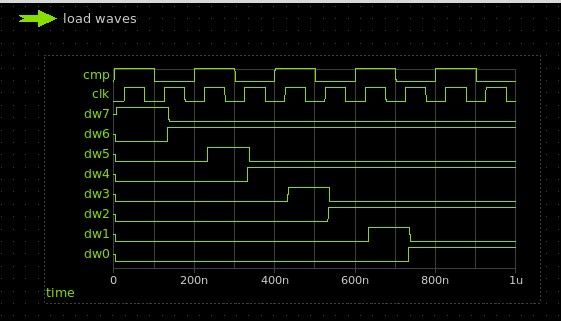 load waves
cmp
clk
dw7
dw6
dw5
dw4
dw3
dw2
dw1
dw0
0 200n 400n 600n 800n 1u
time